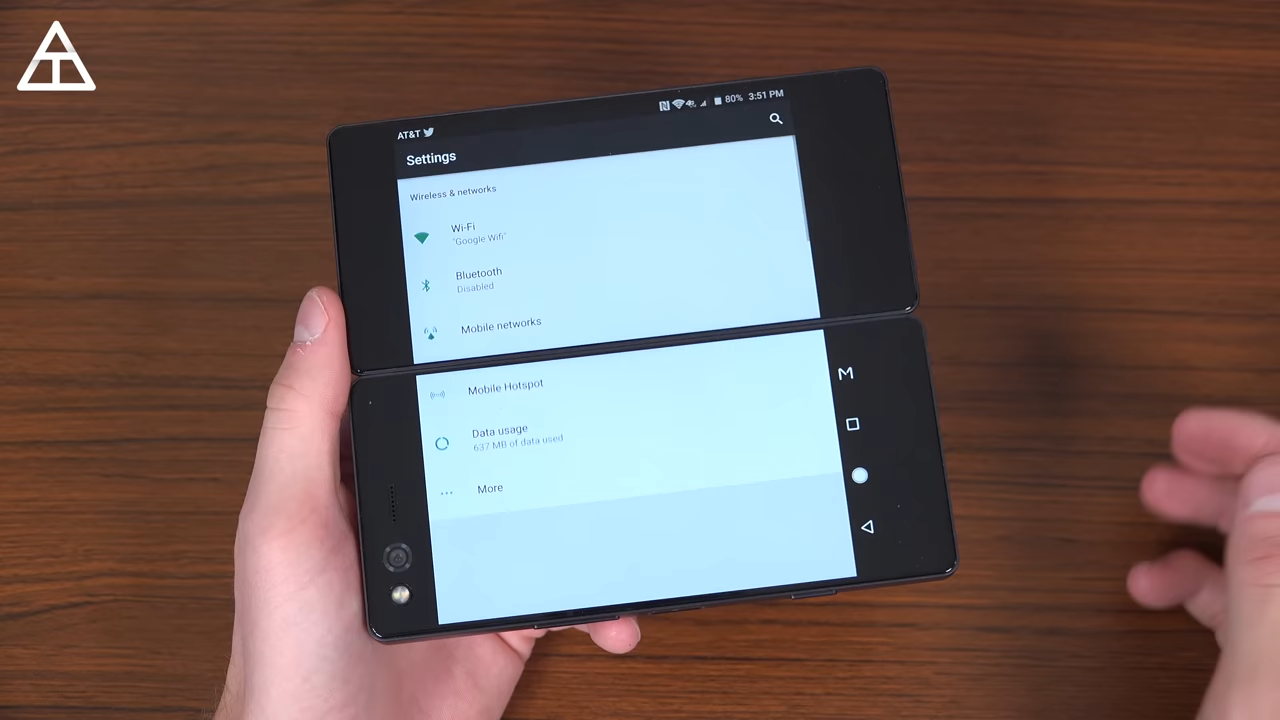 AT&T
80% 3:51 PM
Settings
Wireless & networks
Wi-Fi
"Google Wifi"
Bluetooth
Disabled
Mobile networks
Mobile Hotspot
Data usage
637 MB of data used
More
M